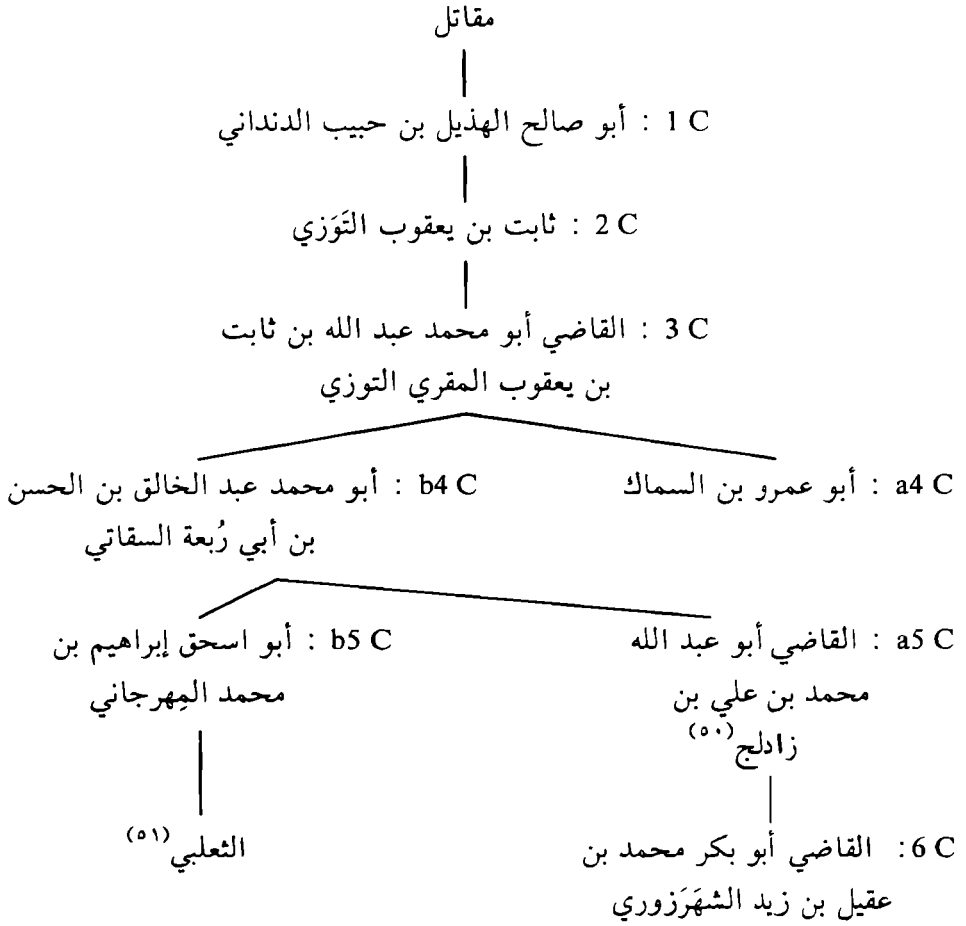 مقاتل
1 C : أبو صالح الهذيل بن حبيب الدنداني
2 C : ثابت بن يعقوب التَوَزي
3 C : القاضي أبو محمد عبد الله بن ثابت
بن يعقوب المقري التوزي
a4 C : أبو عمرو بن السماك
b4 C : أبو محمد عبد الخالق بن الحسن
بن أبي رُبعة السقاتي
a5 C : القاضي أبو عبد الله
محمد بن علي بن
زادلج(٥٠)
b5 C : أبو اسحق إبراهيم بن
محمد المِهرجاني
6 C: القاضي أبو بكر محمد بن
عقيل بن زيد الشهَرَزوري
الثعلبي(٥١)